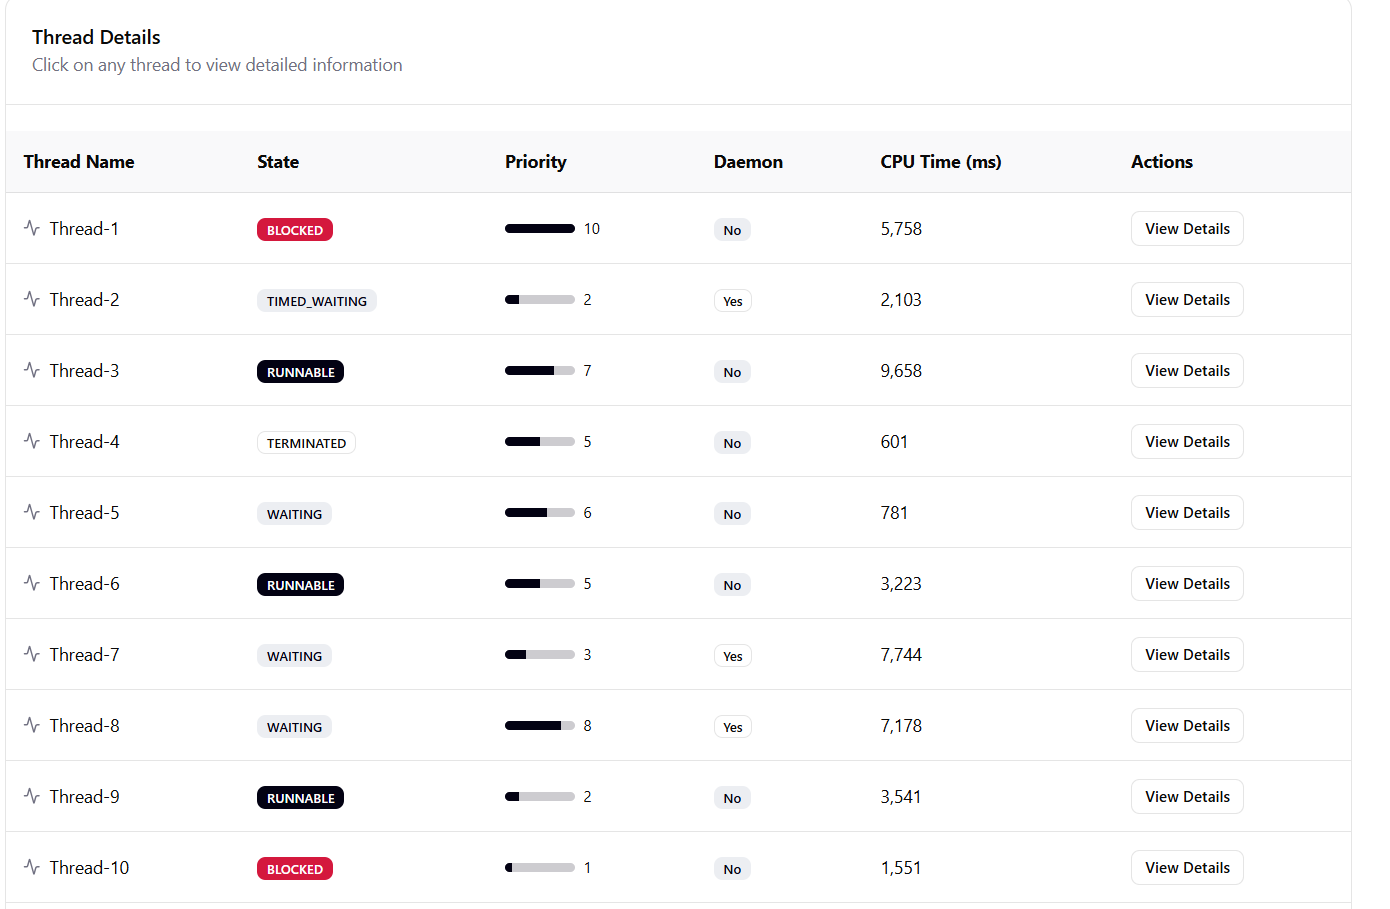 Thread Details
Click on any thread to view detailed information
Thread Name State Priority Daemon CPU Time (ms) Actions
Thread-1 BLOCKED 10 No 5,758 View Details
Thread-2 TIMED_WAITING 2 Yes 2,103 View Details
Thread-3 RUNNABLE 7 No 9,658 View Details
Thread-4 TERMINATED 5 No 601 View Details
Thread-5 WAITING 6 No 781 View Details
Thread-6 RUNNABLE 5 No 3,223 View Details
Thread-7 WAITING 3 Yes 7,744 View Details
Thread-8 WAITING 8 Yes 7,178 View Details
Thread-9 RUNNABLE 2 No 3,541 View Details
Thread-10 BLOCKED 1 No 1,551 View Details